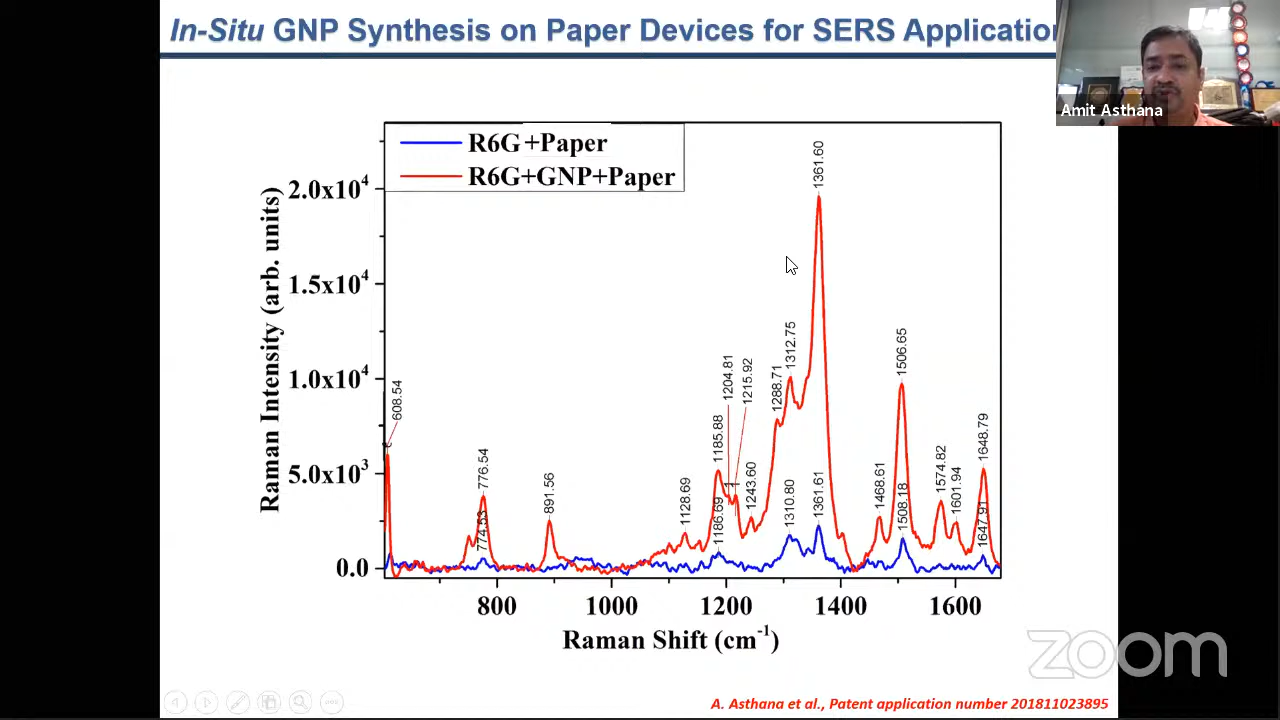 In-Situ GNP Synthesis on Paper Devices for SERS Application
Amit Asthana
R6G+Paper
R6G+GNP+Paper
Raman Intensity (arb. units)
2.0x10⁴
1.5x10⁴
1.0x10⁴
5.0x10³
0.0
608.54
776.54
774.53
891.56
1128.69
1185.88
1186.69
1204.81
1215.92
1243.60
1288.71
1312.75
1310.80
1361.60
1361.61
1468.61
1506.65
1508.18
1574.82
1601.94
1648.79
1647.91
800 1000 1200 1400 1600
Raman Shift (cm⁻¹)
zoom
A. Asthana et al., Patent application number 201811023895